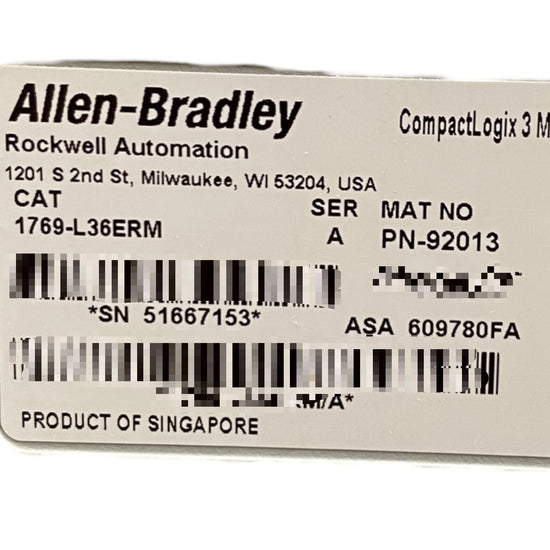 Allen-Bradley
CompactLogix 3 M
Rockwell Automation
1201 S 2nd St, Milwaukee, WI 53204, USA
CAT SER MAT NO
1769-L36ERM A PN-92013
*SN 51667153*
ASA 609780FA
M/A*
PRODUCT OF SINGAPORE